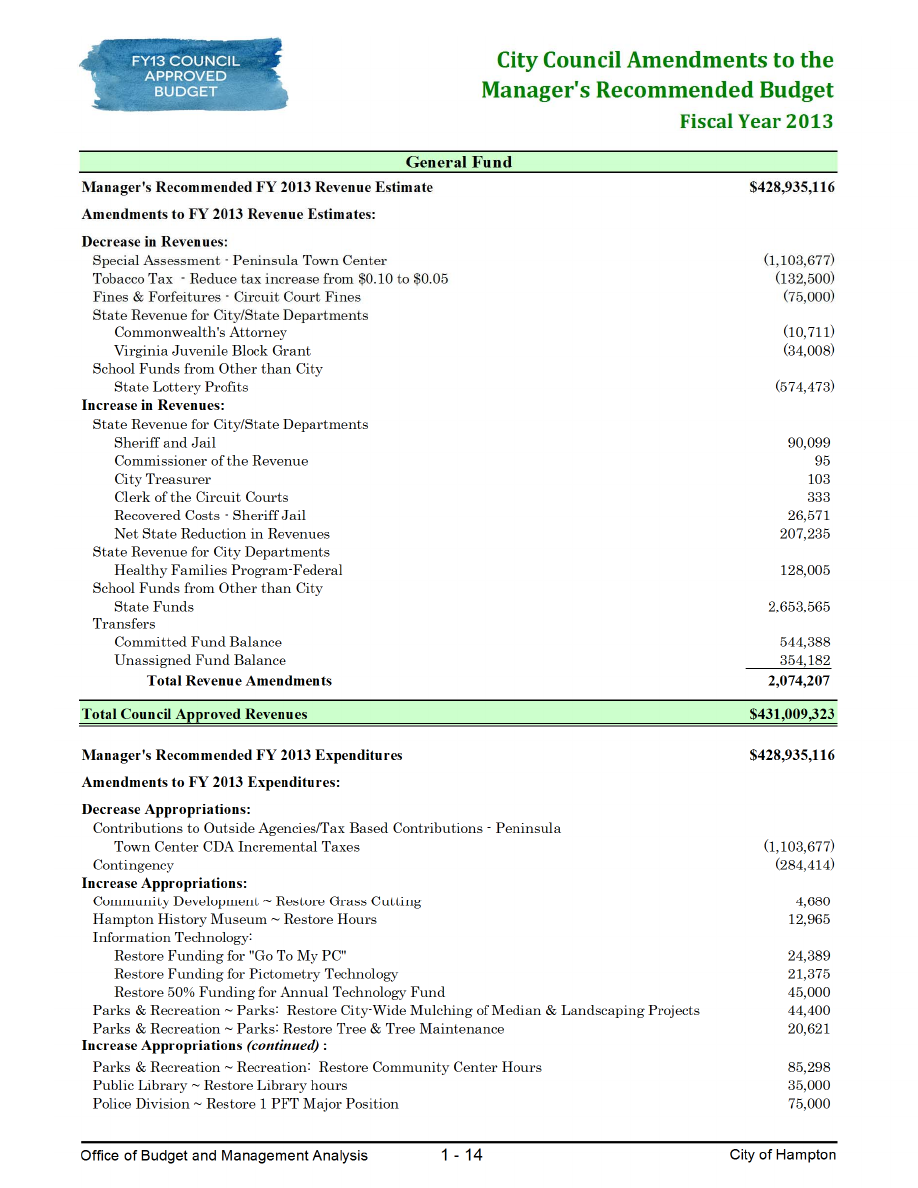 FY13 COUNCIL
APPROVED
BUDGET
City Council Amendments to the
Manager's Recommended Budget
Fiscal Year 2013
General Fund
Manager's Recommended FY 2013 Revenue Estimate $428,935,116
Amendments to FY 2013 Revenue Estimates:
Decrease in Revenues:
Special Assessment - Peninsula Town Center (1,103,677)
Tobacco Tax - Reduce tax increase from $0.10 to $0.05 (132,500)
Fines & Forfeitures - Circuit Court Fines (75,000)
State Revenue for City/State Departments
Commonwealth's Attorney (10,711)
Virginia Juvenile Block Grant (34,008)
School Funds from Other than City
State Lottery Profits (574,473)
Increase in Revenues:
State Revenue for City/State Departments
Sheriff and Jail 90,099
Commissioner of the Revenue 95
City Treasurer 103
Clerk of the Circuit Courts 333
Recovered Costs - Sheriff Jail 26,571
Net State Reduction in Revenues 207,235
State Revenue for City Departments
Healthy Families Program-Federal 128,005
School Funds from Other than City
State Funds 2,653,565
Transfers
Committed Fund Balance 544,388
Unassigned Fund Balance 354,182
Total Revenue Amendments 2,074,207
Total Council Approved Revenues $431,009,323
Manager's Recommended FY 2013 Expenditures $428,935,116
Amendments to FY 2013 Expenditures:
Decrease Appropriations:
Contributions to Outside Agencies/Tax Based Contributions - Peninsula
Town Center CDA Incremental Taxes (1,103,677)
Contingency (284,414)
Increase Appropriations:
Community Development ~ Restore Grass Cutting 4,680
Hampton History Museum ~ Restore Hours 12,965
Information Technology:
Restore Funding for "Go To My PC" 24,389
Restore Funding for Pictometry Technology 21,375
Restore 50% Funding for Annual Technology Fund 45,000
Parks & Recreation ~ Parks: Restore City-Wide Mulching of Median & Landscaping Projects 44,400
Parks & Recreation ~ Parks: Restore Tree & Tree Maintenance 20,621
Increase Appropriations (continued) :
Parks & Recreation ~ Recreation: Restore Community Center Hours 85,298
Public Library ~ Restore Library hours 35,000
Police Division ~ Restore 1 PFT Major Position 75,000
Office of Budget and Management Analysis 1 - 14 City of Hampton